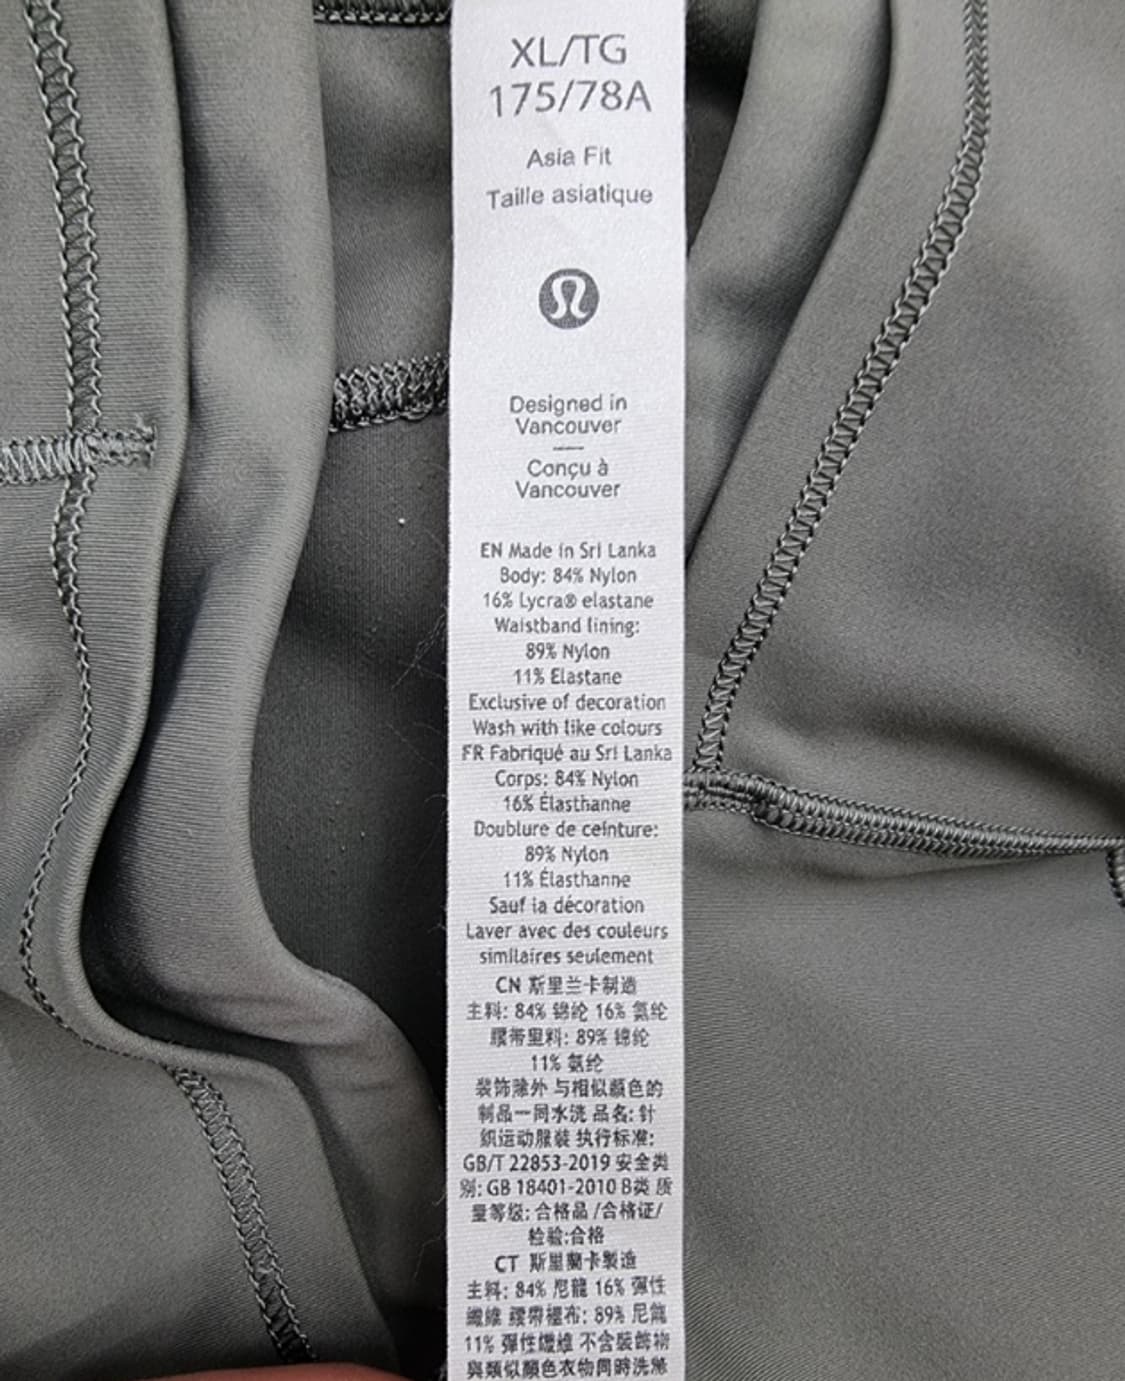 XL/TG
175/78A
Asia Fit
Taille asiatique
Designed in
Vancouver
Conçu à
Vancouver
EN Made in Sri Lanka
Body: 84% Nylon
16% Lycra® elastane
Waistband lining:
89% Nylon
11% Elastane
Exclusive of decoration
Wash with like colours
FR Fabriqué au Sri Lanka
Corps: 84% Nylon
16% Élasthanne
Doublure de ceinture:
89% Nylon
11% Élasthanne
Sauf la décoration
Laver avec des couleurs
similaires seulement
CN 斯里兰卡制造
主料: 84% 锦纶 16% 氨纶
腰带里料: 89% 锦纶
11% 氨纶
装饰除外 与相似颜色的
制品一同水洗 品名: 针
织运动服装 执行标准:
GB/T 22853-2019 安全类
别: GB 18401-2010 B类 质
量等级: 合格品 /合格证/
检验:合格
CT 斯里蘭卡製造
主料: 84% 尼龍 16% 彈性
纖維 腰帶裡布: 89% 尼龍
11% 彈性纖維 不含裝飾物
與類似顏色衣物同時洗滌